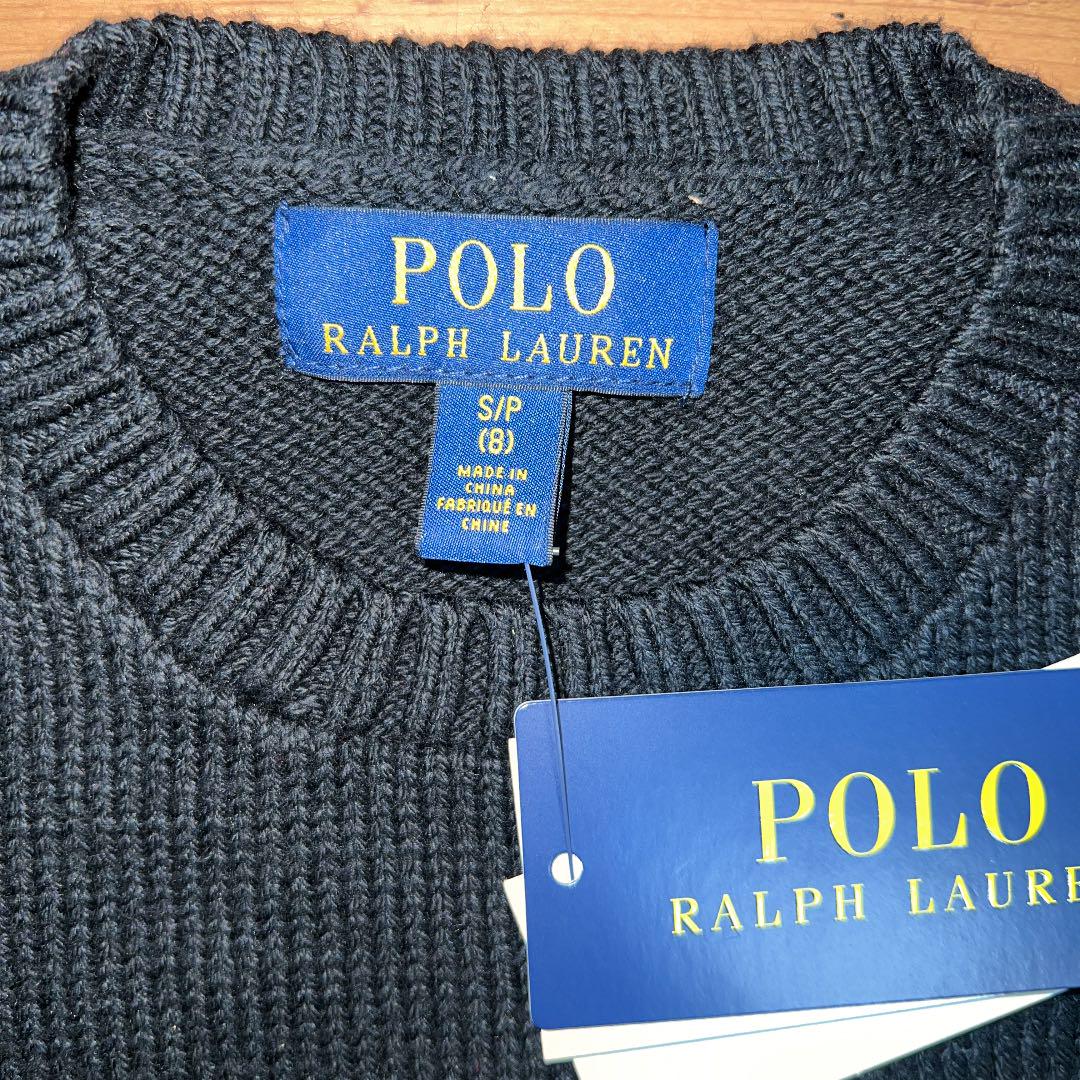 POLO
RALPH LAUREN
S/P
(8)
MADE IN
CHINA
FABRIQUÉ EN
CHINE
POLO
RALPH LAURE